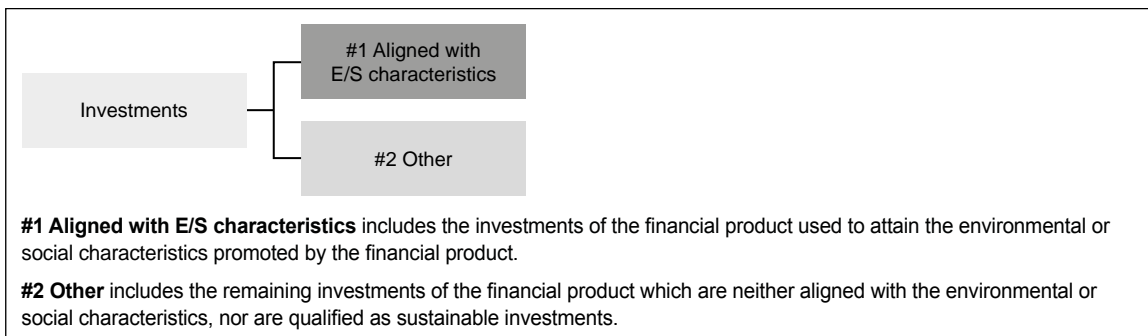 #1 Aligned with
E/S characteristics
Investments
#2 Other
#1 Aligned with E/S characteristics includes the investments of the financial product used to attain the environmental or
social characteristics promoted by the financial product.
#2 Other includes the remaining investments of the financial product which are neither aligned with the environmental or
social characteristics, nor are qualified as sustainable investments.